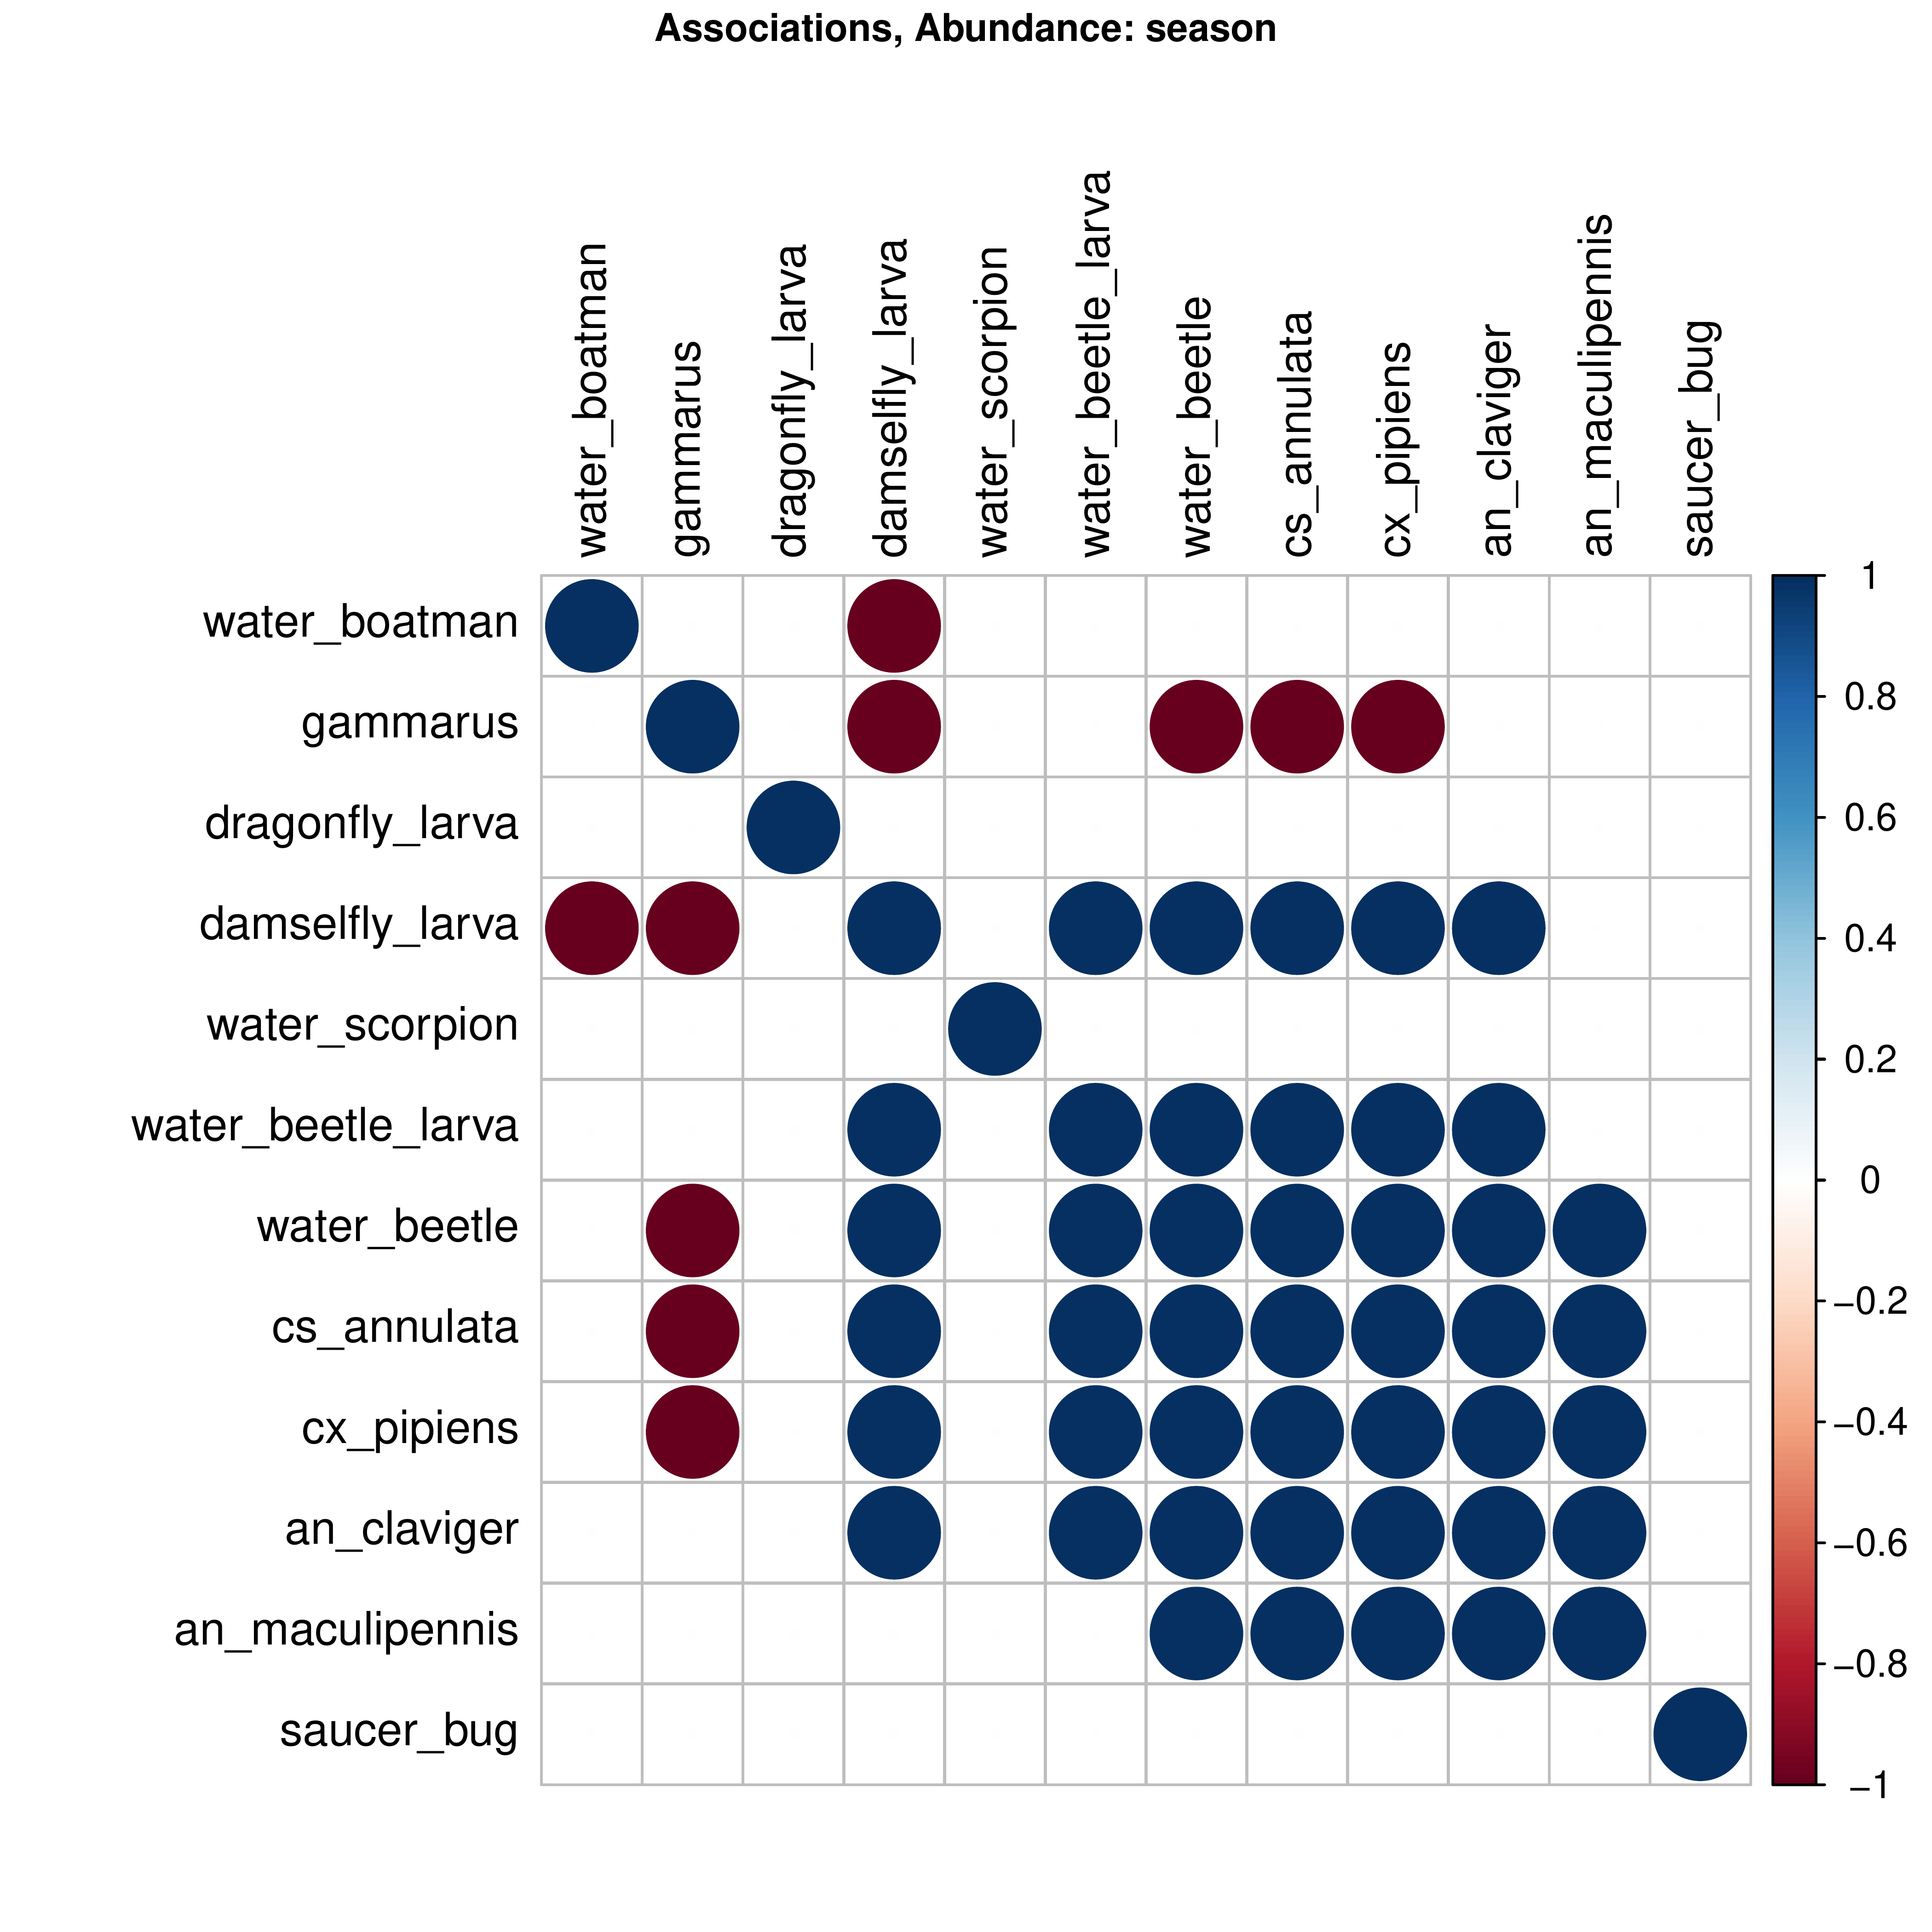 Associations, Abundance: season
water_boatman
gammarus
dragonfly_larva
damselfly_larva
water_scorpion
water_beetle_larva
water_beetle
cs_annulata
cx_pipiens
an_claviger
an_maculipennis
saucer_bug
water_boatman
gammarus
dragonfly_larva
damselfly_larva
water_scorpion
water_beetle_larva
water_beetle
cs_annulata
cx_pipiens
an_claviger
an_maculipennis
saucer_bug
1
0.8
0.6
0.4
0.2
0
−0.2
−0.4
−0.6
−0.8
−1